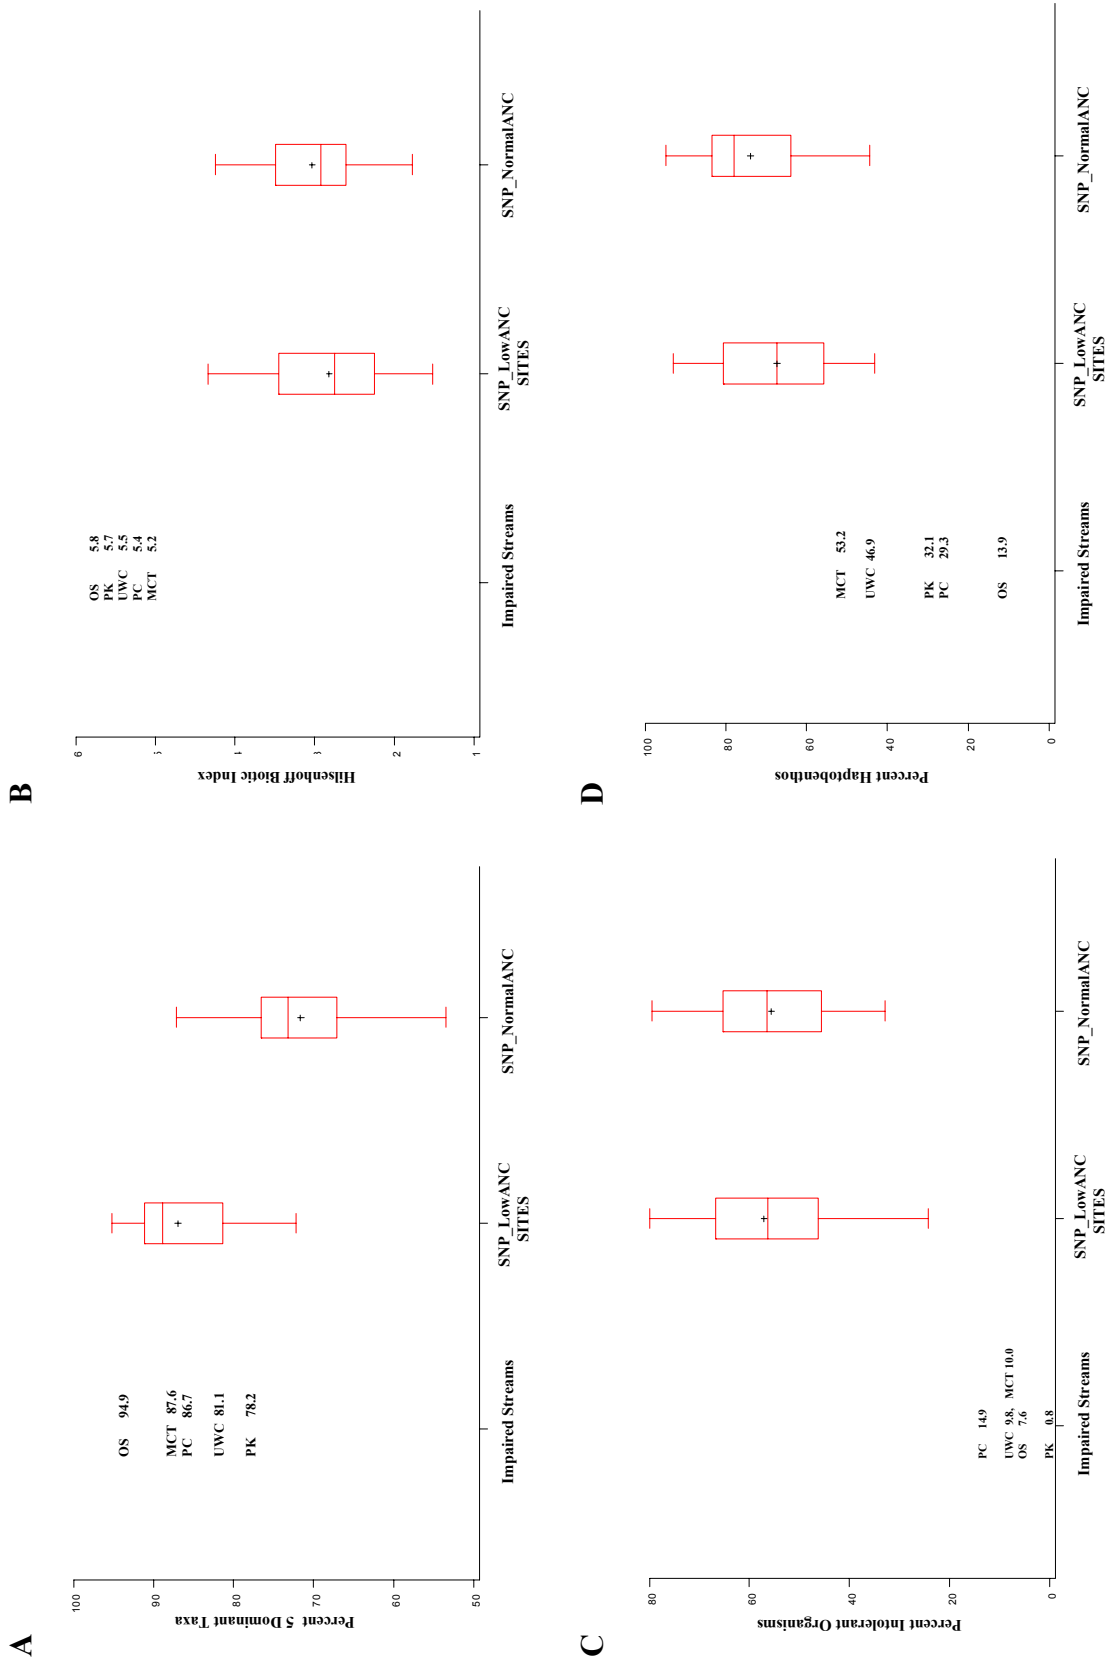 A
Percent 5 Dominant Taxa
100
90
80
70
60
50
OS 94.9
MCT 87.6
PC 86.7
UWC 81.1
PK 78.2
Impaired Streams
SNP_LowANC
SNP_NormalANC
SITES
B
Hilsenhoff Biotic Index
6
5
4
3
2
1
OS 5.8
PK 5.7
UWC 5.5
PC 5.4
MCT 5.2
Impaired Streams
SNP_LowANC
SNP_NormalANC
SITES
C
Percent Intolerant Organisms
80
60
40
20
0
PC 14.9
UWC 9.8, MCT 10.0
OS 7.6
PK 0.8
Impaired Streams
SNP_LowANC
SNP_NormalANC
SITES
D
Percent Haptobenthos
100
80
60
40
20
0
MCT 53.2
UWC 46.9
PK 32.1
PC 29.3
OS 13.9
Impaired Streams
SNP_LowANC
SNP_NormalANC
SITES